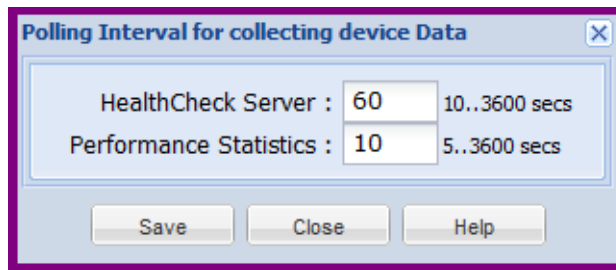 Polling Interval for collecting device Data
HealthCheck Server : 60 10..3600 secs
Performance Statistics : 10 5..3600 secs
Save Close Help